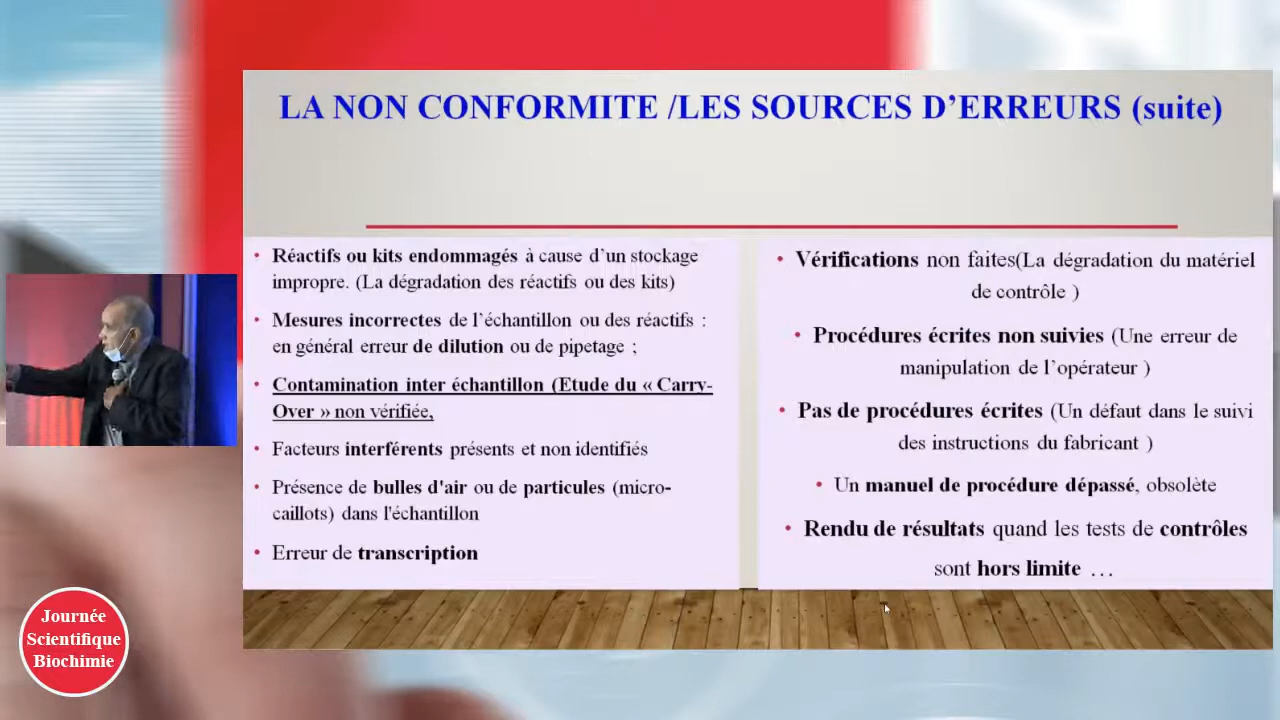 LA NON CONFORMITE /LES SOURCES D’ERREURS (suite)
• Réactifs ou kits endommagés à cause d’un stockage
impropre. (La dégradation des réactifs ou des kits)
• Mesures incorrectes de l’échantillon ou des réactifs :
en général erreur de dilution ou de pipetage ;
• Contamination inter échantillon (Etude du « Carry-
Over » non vérifiée,
• Facteurs interférents présents et non identifiés
• Présence de bulles d'air ou de particules (micro-
caillots) dans l'échantillon
• Erreur de transcription
• Vérifications non faites(La dégradation du matériel
de contrôle )
• Procédures écrites non suivies (Une erreur de
manipulation de l’opérateur )
• Pas de procédures écrites (Un défaut dans le suivi
des instructions du fabricant )
• Un manuel de procédure dépassé, obsolète
• Rendu de résultats quand les tests de contrôles
sont hors limite …
Journée
Scientifique
Biochimie